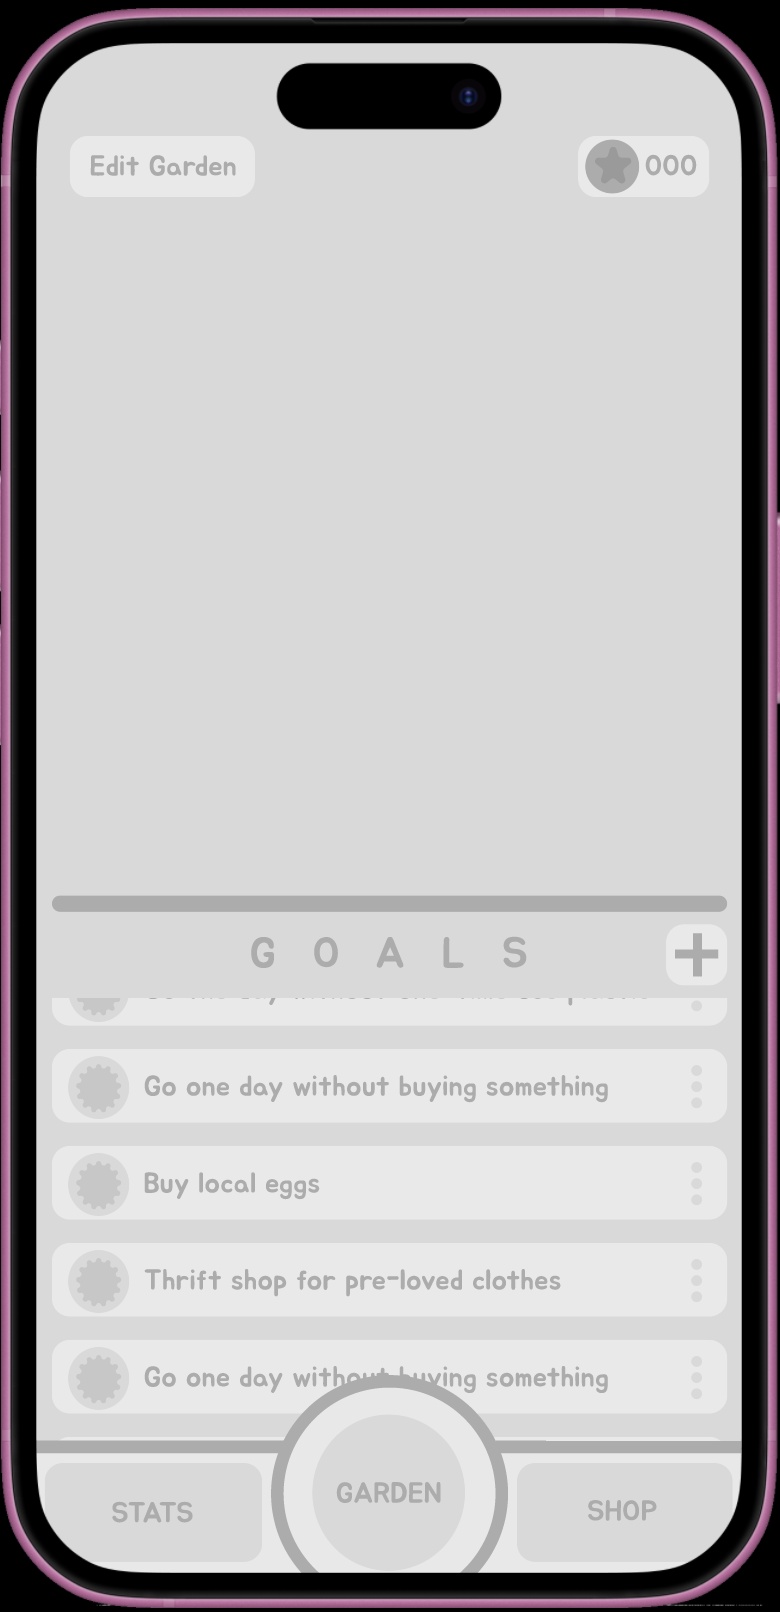 Edit Garden
000
G O A L S
Go one day without buying something
Buy local eggs
Thrift shop for pre-loved clothes
Go one day without buying something
GARDEN
STATS
SHOP